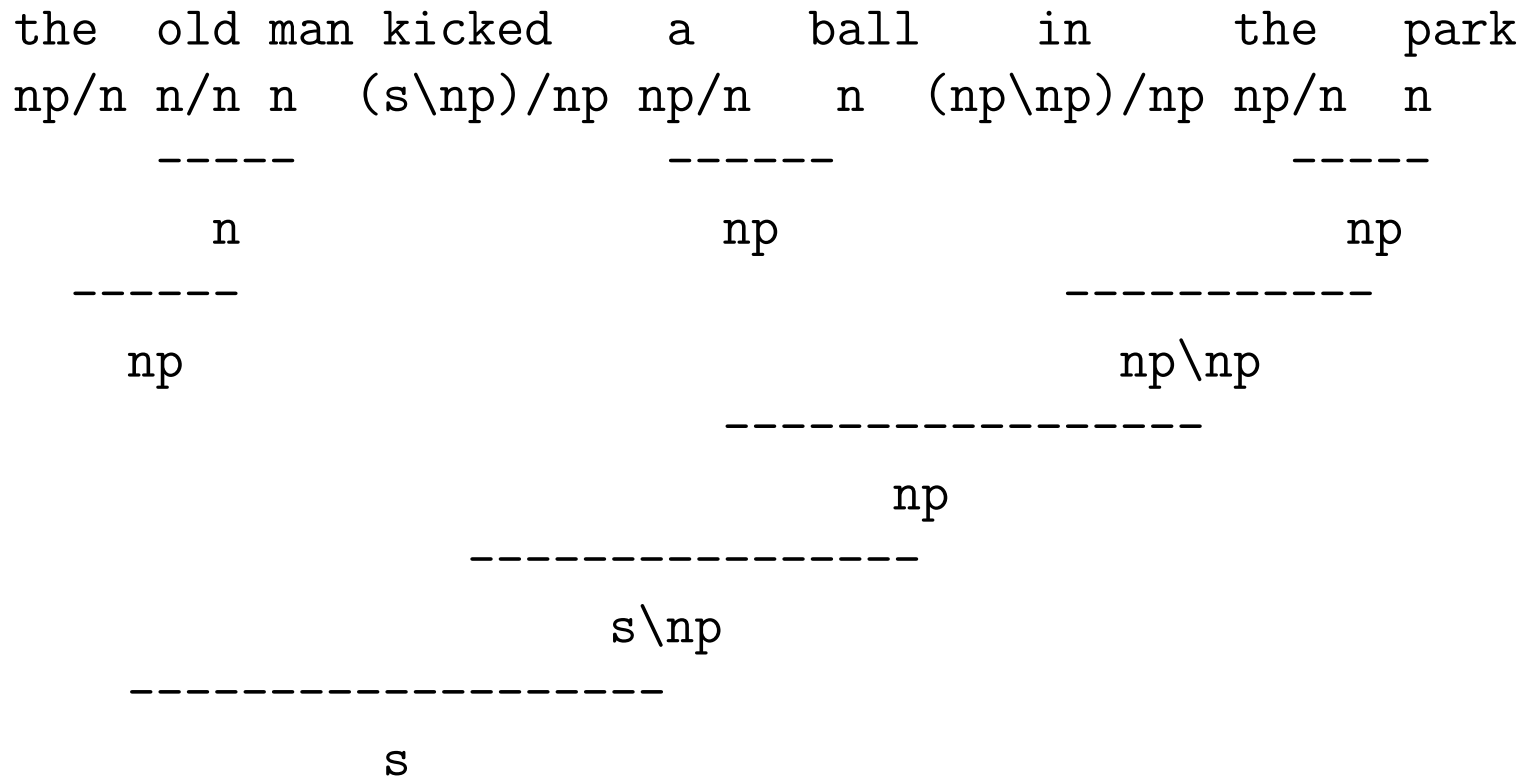 the old man kicked a ball in the park
np/n n/n n (s\np)/np np/n n (np\np)/np np/n n
----- ------ -----
n np np
------ -----------
np np\np
-----------------
np
----------------
s\np
-------------------
s